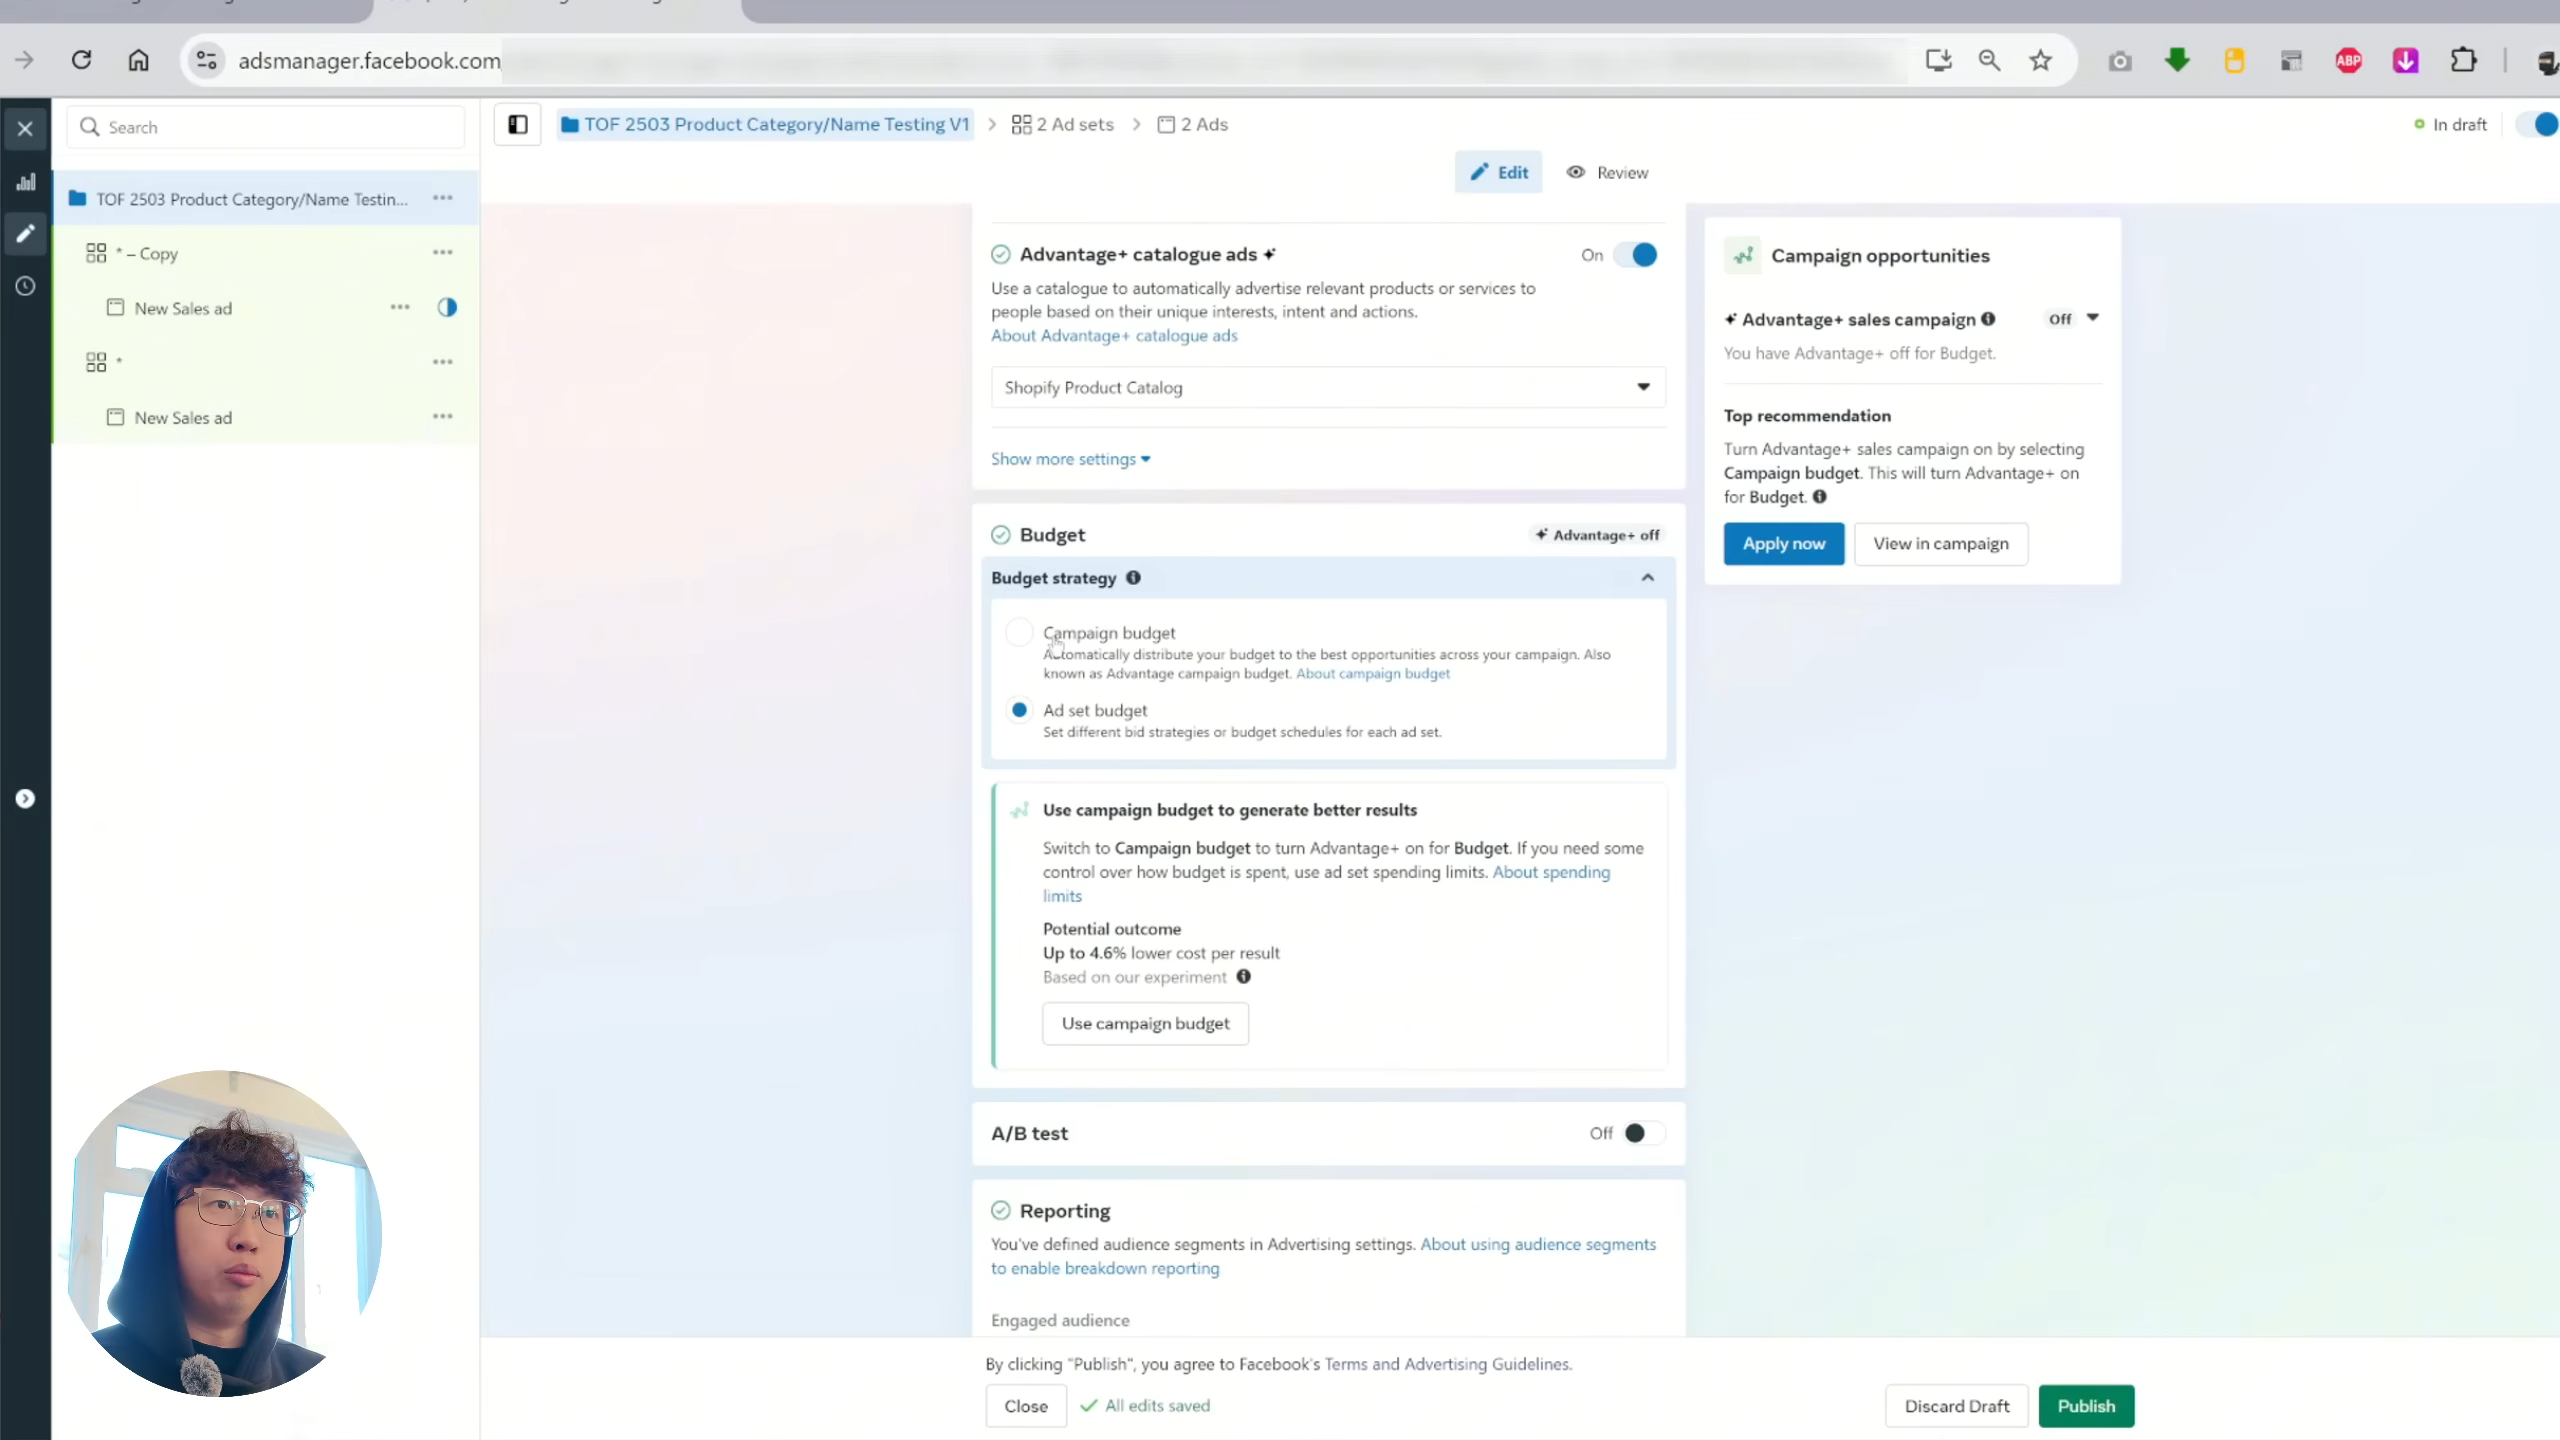 adsmanager.facebook.com
ABP
Search
TOF 2503 Product Category/Name Testing V1
2 Ad sets
2 Ads
In draft
Edit
Review
TOF 2503 Product Category/Name Testin...
* – Copy
New Sales ad
*
New Sales ad
Advantage+ catalogue ads
On
Use a catalogue to automatically advertise relevant products or services to
people based on their unique interests, intent and actions.
About Advantage+ catalogue ads
Shopify Product Catalog
Show more settings
Budget
Advantage+ off
Budget strategy
Campaign budget
Automatically distribute your budget to the best opportunities across your campaign. Also
known as Advantage campaign budget. About campaign budget
Ad set budget
Set different bid strategies or budget schedules for each ad set.
Use campaign budget to generate better results
Switch to Campaign budget to turn Advantage+ on for Budget. If you need some
control over how budget is spent, use ad set spending limits. About spending
limits
Potential outcome
Up to 4.6% lower cost per result
Based on our experiment
Use campaign budget
A/B test
Off
Reporting
You've defined audience segments in Advertising settings. About using audience segments
to enable breakdown reporting
Engaged audience
Campaign opportunities
Advantage+ sales campaign
Off
You have Advantage+ off for Budget.
Top recommendation
Turn Advantage+ sales campaign on by selecting
Campaign budget. This will turn Advantage+ on
for Budget.
Apply now
View in campaign
By clicking "Publish", you agree to Facebook's Terms and Advertising Guidelines.
Close
All edits saved
Discard Draft
Publish